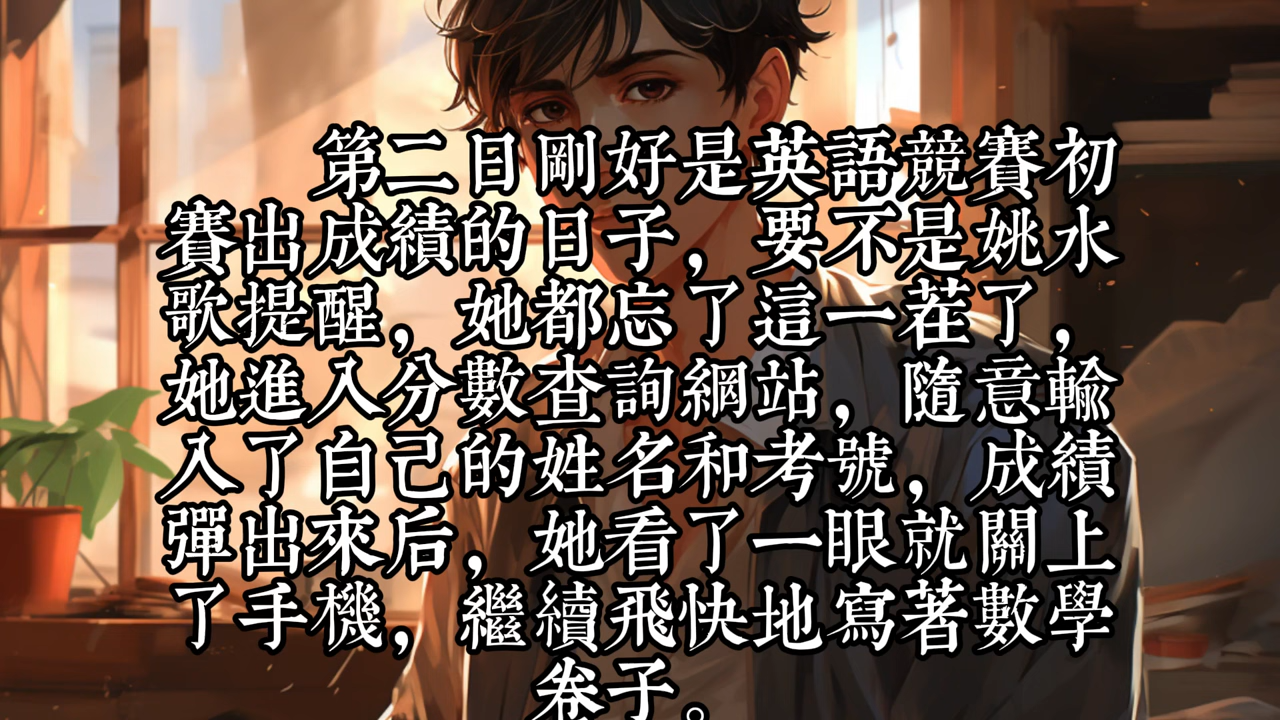 第二日剛好是英語競賽初
賽出成績的日子，要不是姚水
歌提醒，她都忘了這一茬了，
她進入分數查詢網站，隨意輸
入了自己的姓名和考號，成績
彈出來后，她看了一眼就關上
了手機，繼續飛快地寫著數學
卷子。